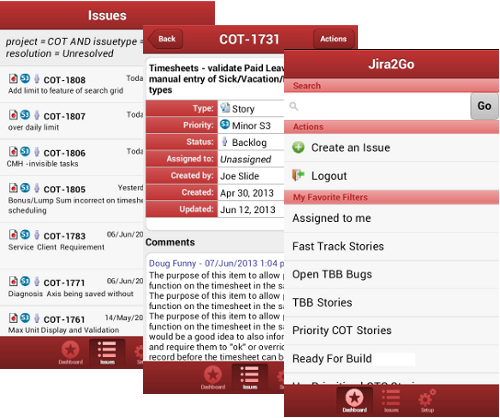 Issues
project = COT AND issuetype =
resolution = Unresolved
COT-1808
Toda
Add limit to feature of search grid
COT-1807
Tod
over daily limit
COT-1806
Toda
CMH -invisible tasks
COT-1805
Yesterd
Bonus/Lump Sum incorrect on timesh
scheduling
COT-1783
06/Jun/20
Service Client Requirement
COT-1771
06/Jun/20
Diagnosis Axis being saved without
COT-1761
14/May/20
Max Unit Display and Validation
Dashboard
Issues
Se
Back
COT-1731
Actions
Timesheets - validate Paid Leav
manual entry of Sick/Vacation/
types
Type: Story
Priority: S3 Minor S3
Status: Backlog
Assigned to: Unassigned
Created by: Joe Slide
Created: Apr 30, 2013
Updated: Jun 12, 2013
Comments
Doug Funny - 07/Jun/2013 1:04 p
The purpose of this item to allow p
function on the timesheet in the sa
The purpose of this item to allow p
function on the timesheet in the sa
would be a good idea to also infor
and require them to "ok" or overrid
record before the timesheet can b
Dashboard
Issues
Se
Jira2Go
Search
Go
Actions
Create an Issue
Logout
My Favorite Filters
Assigned to me
Fast Track Stories
Open TBB Bugs
TBB Stories
Priority COT Stories
Ready For Build
Dashboard
Issues
Setup